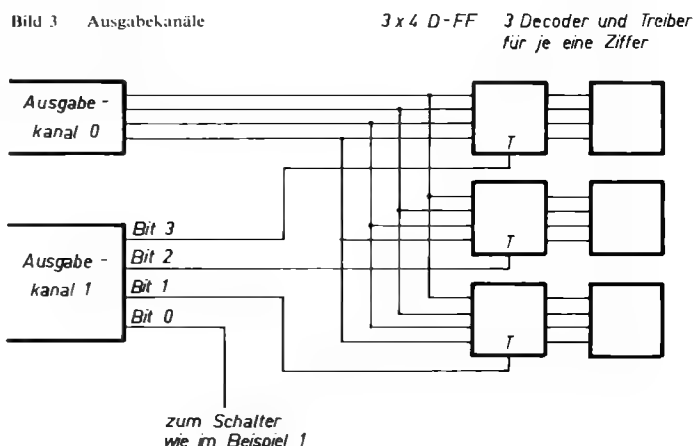 Bild 3 Ausgabekanäle
3 x 4 D-FF
3 Decoder und Treiber
für je eine Ziffer
Ausgabe-
kanal 0
T
T
T
Ausgabe-
kanal 1
Bit 3
Bit 2
Bit 1
Bit 0
zum Schalter
wie im Beispiel 1